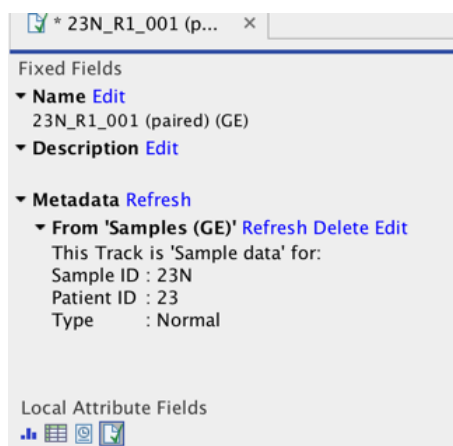 * 23N_R1_001 (p... ×
Fixed Fields
Name Edit
23N_R1_001 (paired) (GE)
Description Edit
Metadata Refresh
From 'Samples (GE)' Refresh Delete Edit
This Track is 'Sample data' for:
Sample ID : 23N
Patient ID : 23
Type : Normal
Local Attribute Fields